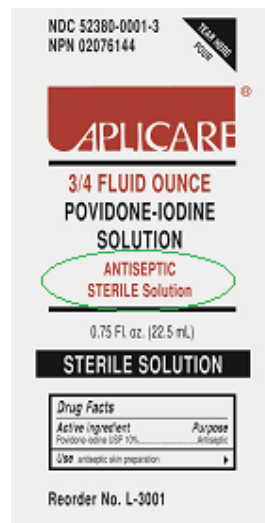 NDC 52380-0001-3
NPN 02076144
TEAR HERE
POUR
APLICARE®
3/4 FLUID OUNCE
POVIDONE-IODINE
SOLUTION
ANTISEPTIC
STERILE Solution
0.75 Fl. oz. (22.5 mL)
STERILE SOLUTION
Drug Facts
Active ingredient Purpose
Povidone-iodine USP 10%.................Antiseptic
Use antiseptic skin preparation
Reorder No. L-3001